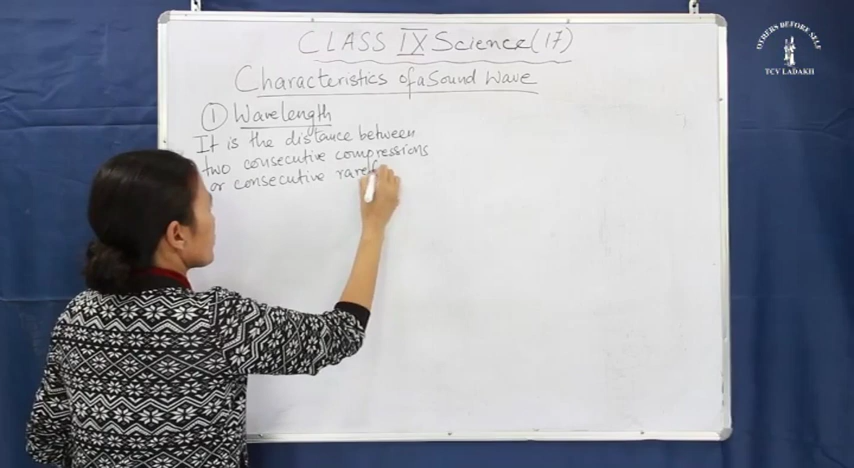 CLASS IX Science (17)
Characteristics of a Sound Wave
① Wavelength
It is the distance between
two consecutive compressions
or consecutive raref
OTHERS BEFORE SELF
TCV LADAKH